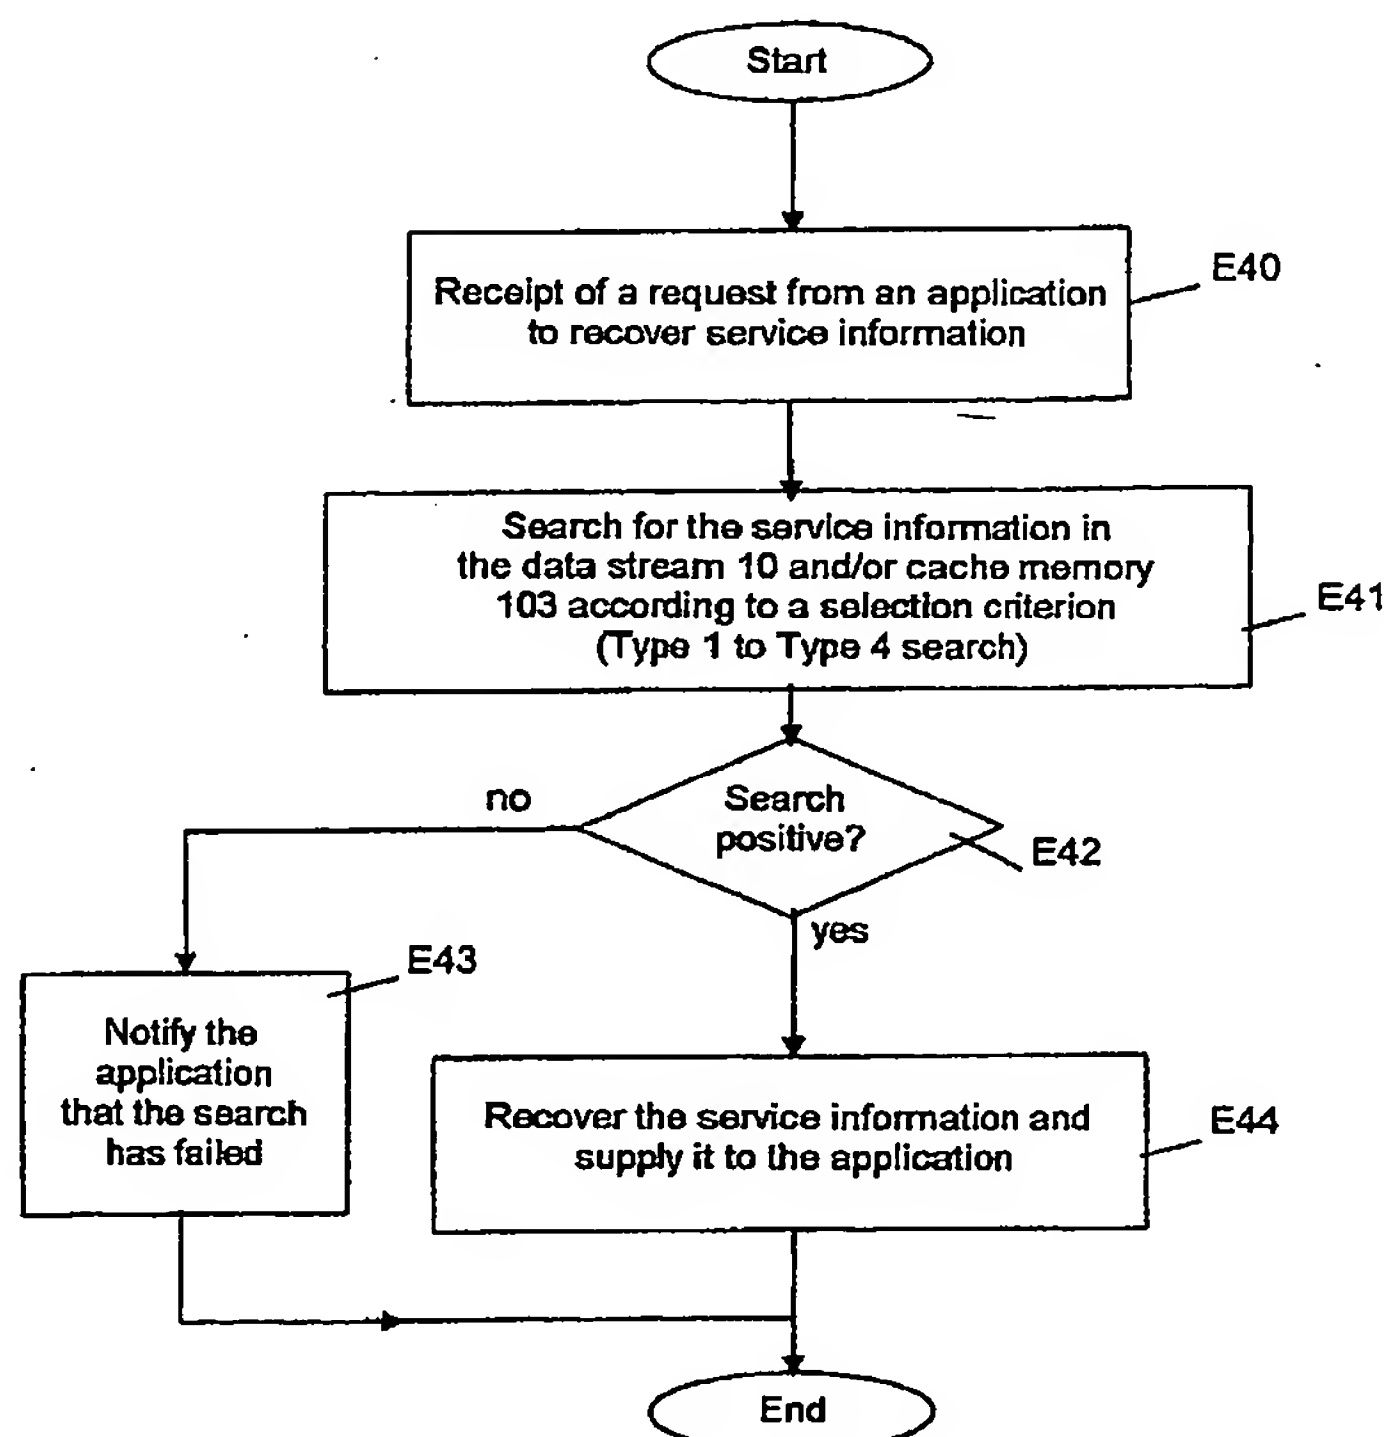 Start
Receipt of a request from an application
to recover service information
E40
Search for the service information in
the data stream 10 and/or cache memory
103 according to a selection criterion
(Type 1 to Type 4 search)
E41
Search
positive?
no
E42
yes
E43
Notify the
application
that the search
has failed
Recover the service information and
supply it to the application
E44
End